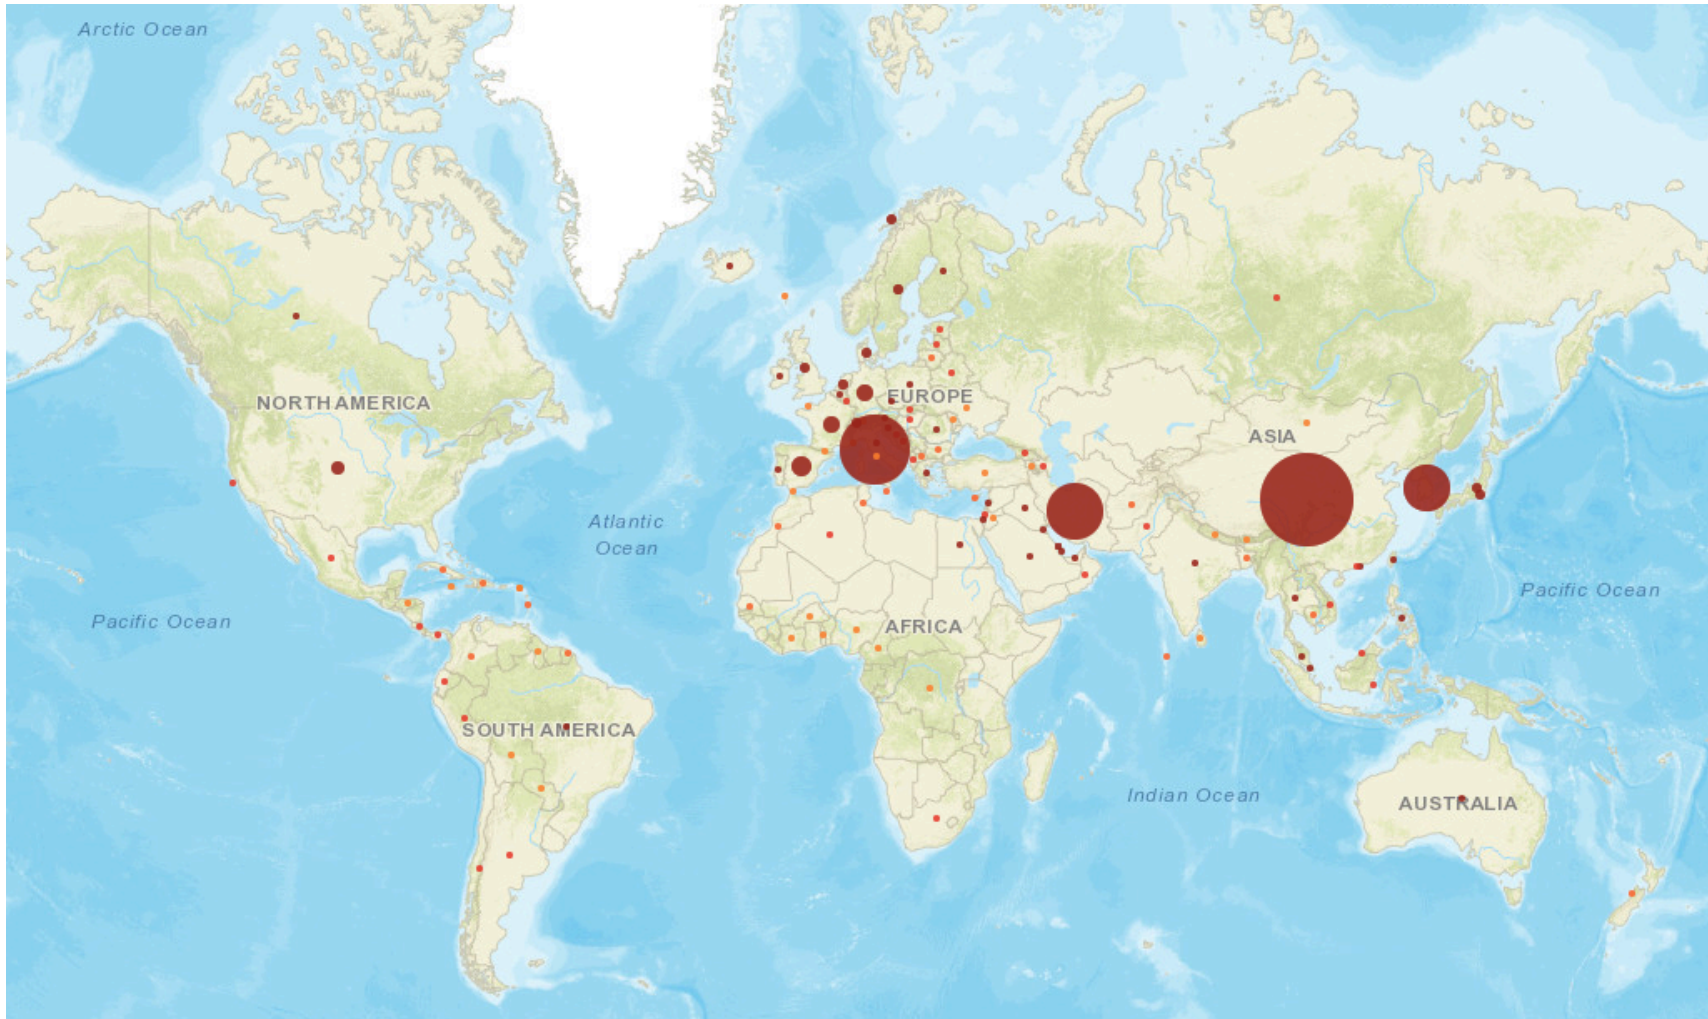 Arctic Ocean
NORTH AMERICA
EUROPE
ASIA
Atlantic
Ocean
Pacific Ocean
Pacific Ocean
AFRICA
SOUTH AMERICA
Indian Ocean
AUSTRALIA